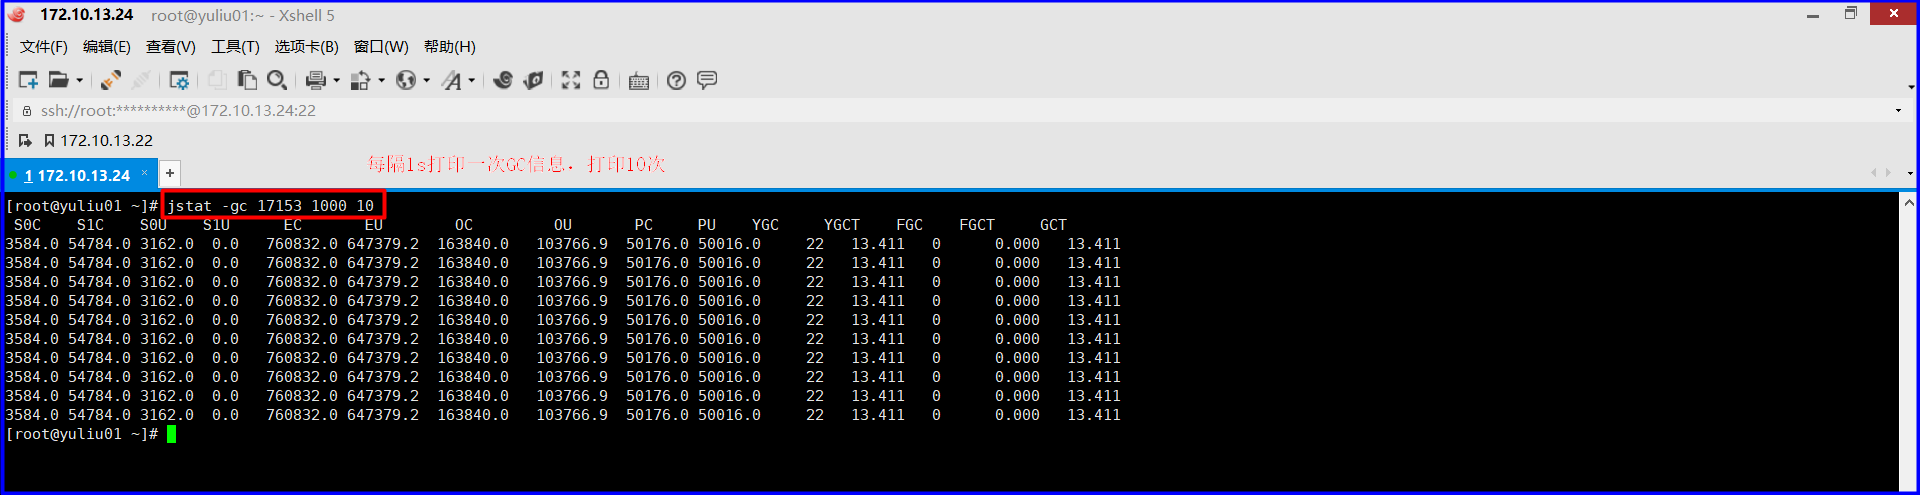 172.10.13.24 root@yuliu01:~ - Xshell 5
文件(F) 编辑(E) 查看(V) 工具(T) 选项卡(B) 窗口(W) 帮助(H)
ssh://root:**********@172.10.13.24:22
172.10.13.22
每隔1s打印一次GC信息，打印10次
1 172.10.13.24 × +
[root@yuliu01 ~]# jstat -gc 17153 1000 10
S0C S1C S0U S1U EC EU OC OU PC PU YGC YGCT FGC FGCT GCT
3584.0 54784.0 3162.0 0.0 760832.0 647379.2 163840.0 103766.9 50176.0 50016.0 22 13.411 0 0.000 13.411
3584.0 54784.0 3162.0 0.0 760832.0 647379.2 163840.0 103766.9 50176.0 50016.0 22 13.411 0 0.000 13.411
3584.0 54784.0 3162.0 0.0 760832.0 647379.2 163840.0 103766.9 50176.0 50016.0 22 13.411 0 0.000 13.411
3584.0 54784.0 3162.0 0.0 760832.0 647379.2 163840.0 103766.9 50176.0 50016.0 22 13.411 0 0.000 13.411
3584.0 54784.0 3162.0 0.0 760832.0 647379.2 163840.0 103766.9 50176.0 50016.0 22 13.411 0 0.000 13.411
3584.0 54784.0 3162.0 0.0 760832.0 647379.2 163840.0 103766.9 50176.0 50016.0 22 13.411 0 0.000 13.411
3584.0 54784.0 3162.0 0.0 760832.0 647379.2 163840.0 103766.9 50176.0 50016.0 22 13.411 0 0.000 13.411
3584.0 54784.0 3162.0 0.0 760832.0 647379.2 163840.0 103766.9 50176.0 50016.0 22 13.411 0 0.000 13.411
3584.0 54784.0 3162.0 0.0 760832.0 647379.2 163840.0 103766.9 50176.0 50016.0 22 13.411 0 0.000 13.411
3584.0 54784.0 3162.0 0.0 760832.0 647379.2 163840.0 103766.9 50176.0 50016.0 22 13.411 0 0.000 13.411
[root@yuliu01 ~]#